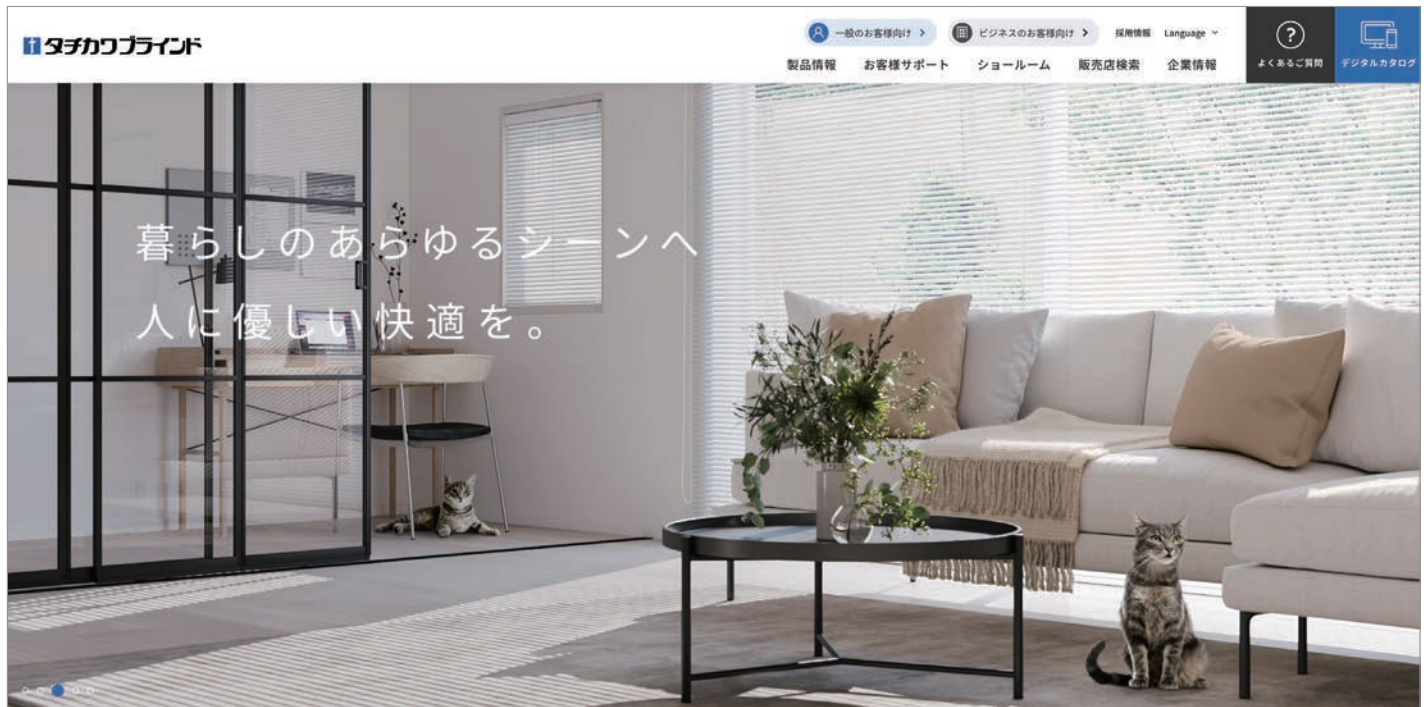 タチカワブラインド
一般のお客様向け
ビジネスのお客様向け
採用情報
Language
製品情報
お客様サポート
ショールーム
販売店検索
企業情報
?
よくあるご質問
デジタルカタログ
暮らしのあらゆるシーンへ
人に優しい快適を。